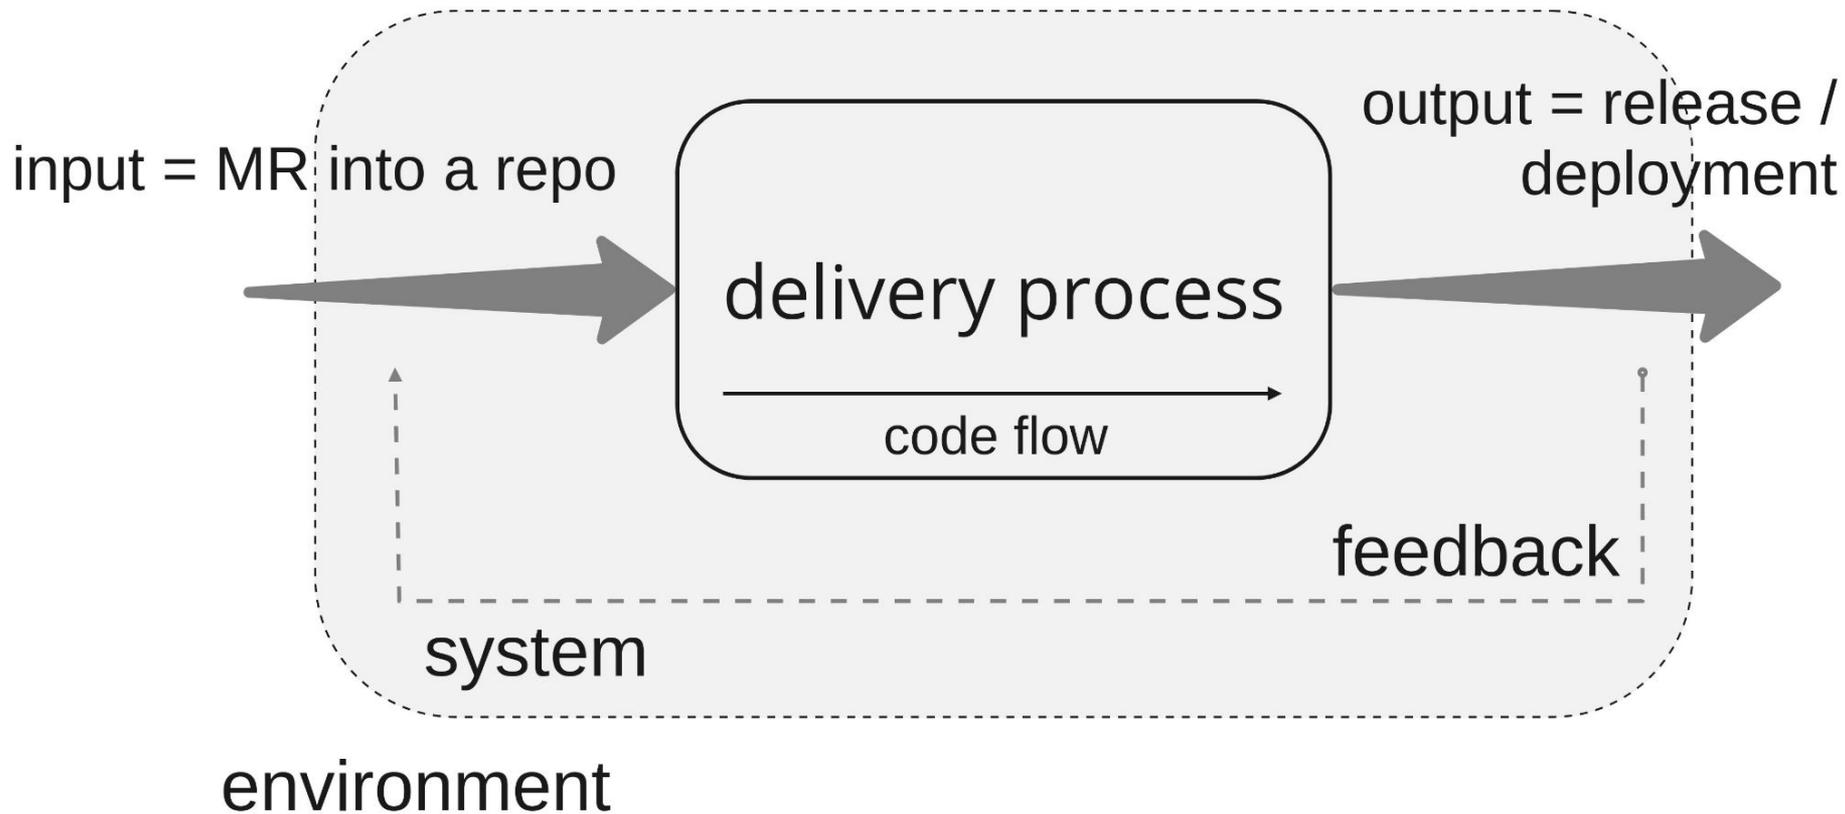 input = MR into a repo
output = release /
deployment
delivery process
code flow
feedback
system
environment